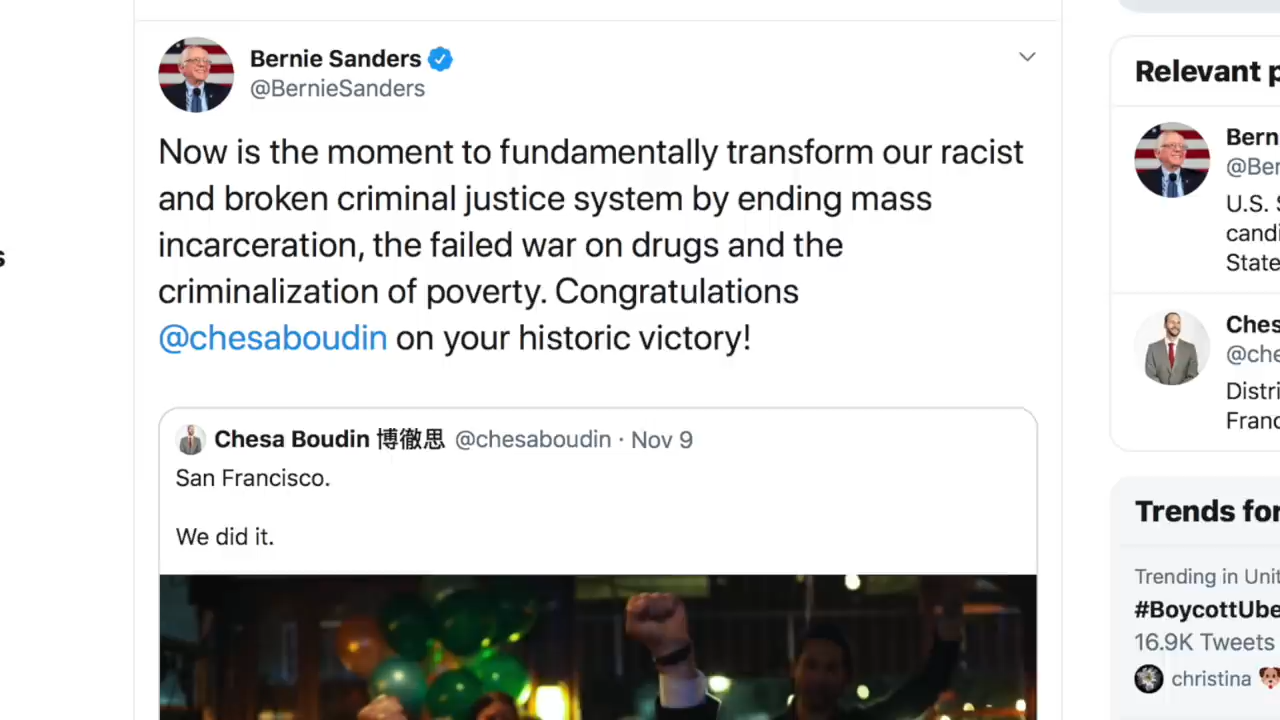 Bernie Sanders
@BernieSanders
Now is the moment to fundamentally transform our racist
and broken criminal justice system by ending mass
incarceration, the failed war on drugs and the
criminalization of poverty. Congratulations
@chesaboudin on your historic victory!
Chesa Boudin 博徹思 @chesaboudin · Nov 9
San Francisco.
We did it.
s
Relevant p
Bern
@Ber
U.S. S
candi
State
Ches
@che
Distri
Franc
Trends for
Trending in Unit
#BoycottUbe
16.9K Tweets
christina